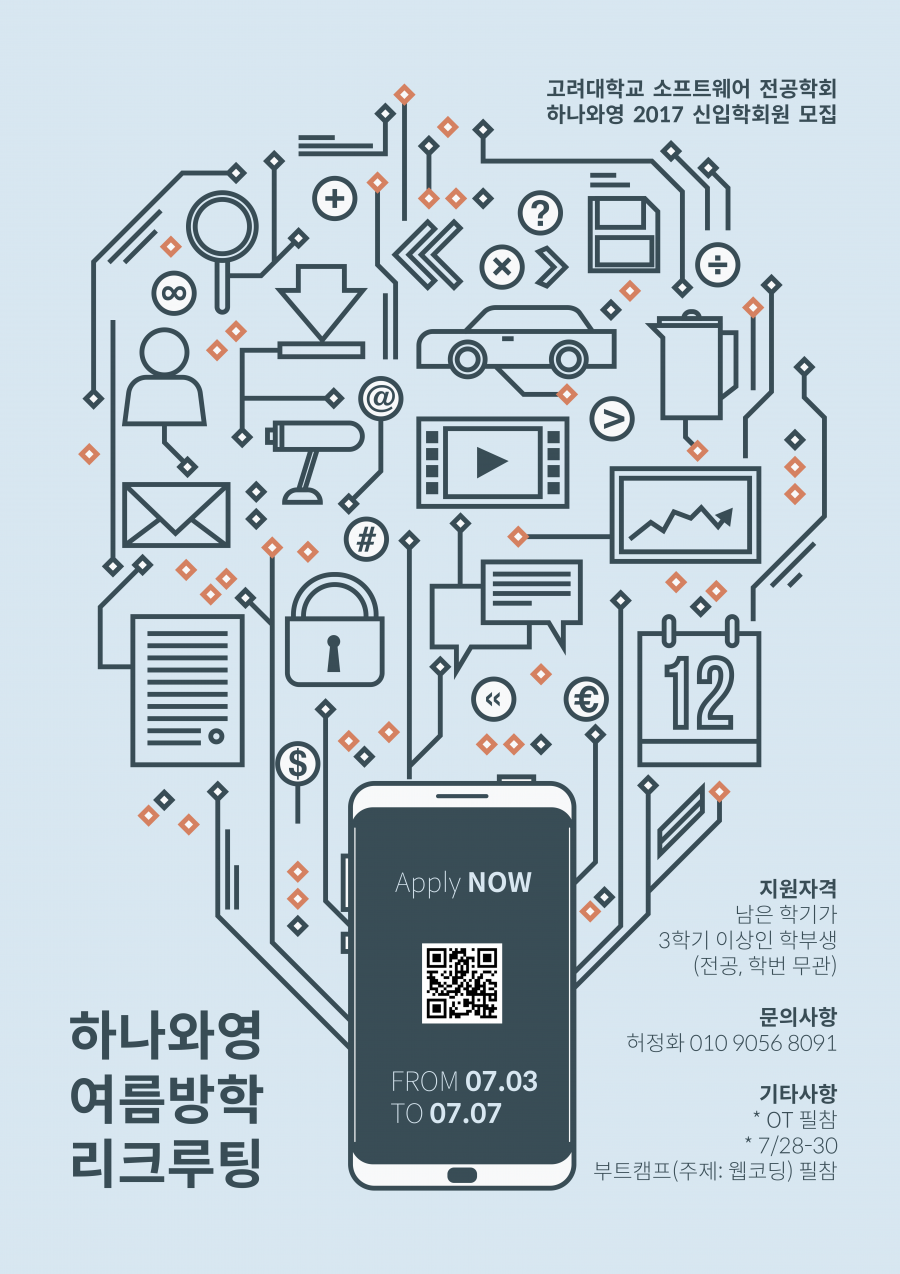 고려대학교 소프트웨어 전공학회
하나와영 2017 신입학회원 모집
+
?
×
÷
∞
@
>
#
12
«
€
$
Apply NOW
FROM 07.03
TO 07.07
하나와영
여름방학
리크루팅
지원자격
남은 학기가
3학기 이상인 학부생
(전공, 학번 무관)
문의사항
허정화 010 9056 8091
기타사항
* OT 필참
* 7/28-30
부트캠프(주제: 웹코딩) 필참